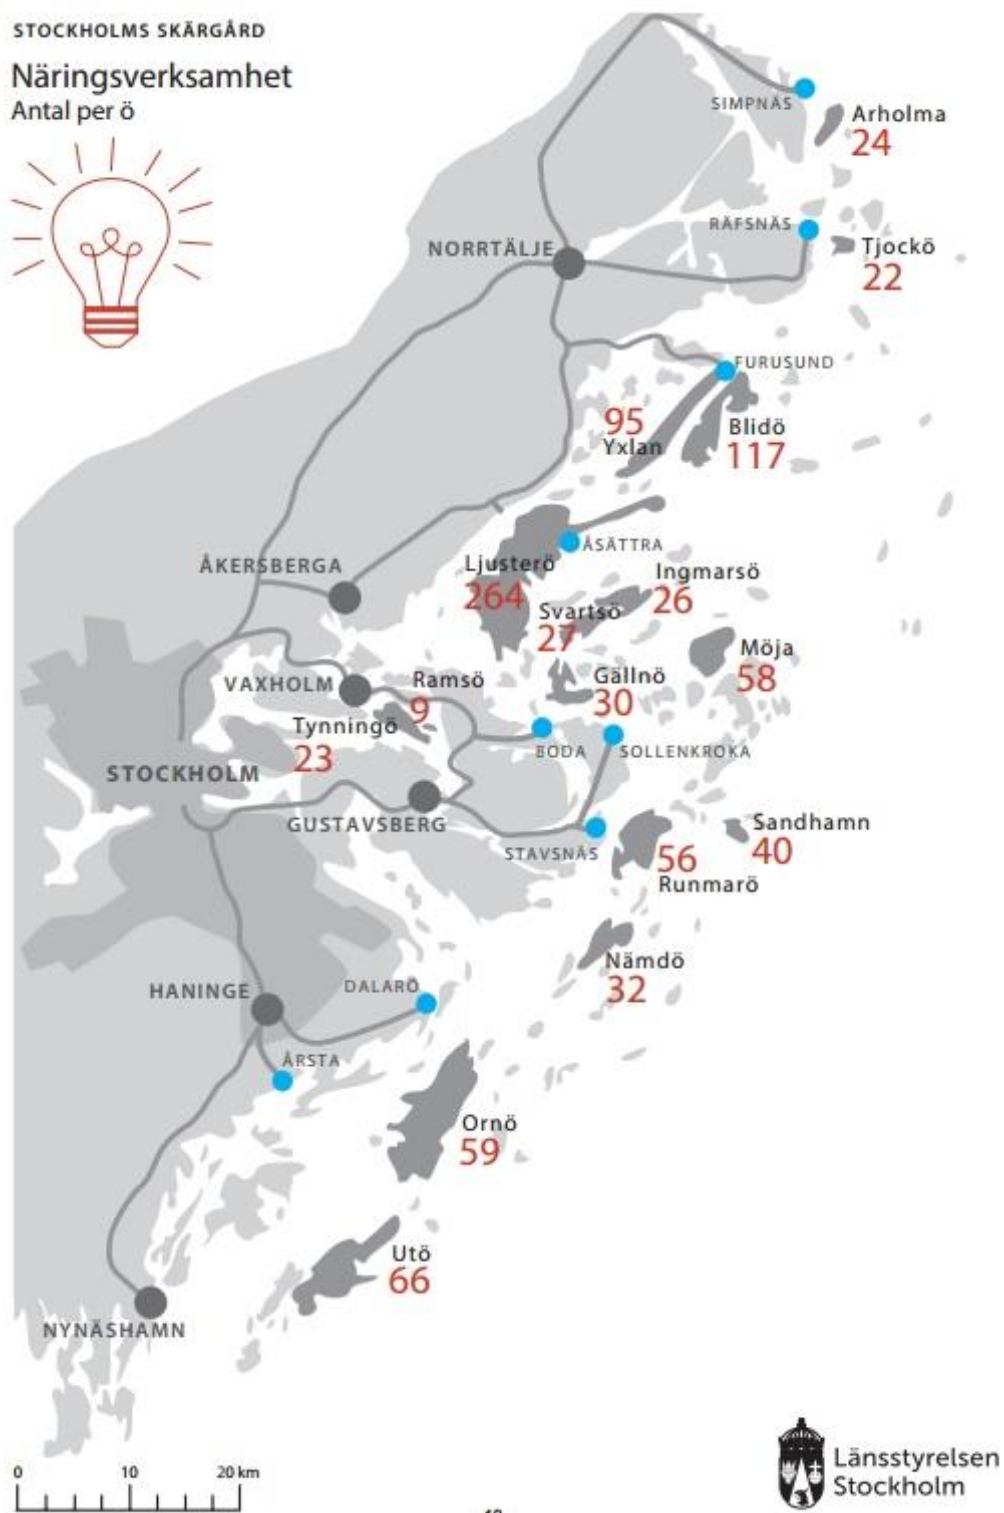 STOCKHOLMS SKÄRGÅRD
Näringsverksamhet
Antal per ö
SIMPNÄS
Arholma
24
RÄFSNÄS
NORRTÄLJE
Tjockö
22
FURUSUND
95
Yxlan
Blidö
117
ÅSÄTTRA
ÅKERSBERGA
Ljusterö
264
Ingmarsö
26
Svartsö
27
Möja
58
VAXHOLM
Ramsö
9
Gällnö
30
Tynningö
23
BODA
SOLLENKROKA
STOCKHOLM
GUSTAVSBERG
STAVSNÄS
Sandhamn
40
56
Runmarö
Nämdö
32
HANINGE
DALARÖ
ÅRSTA
Ornö
59
Utö
66
NYNÄSHAMN
0 10 20 km
Länsstyrelsen
Stockholm